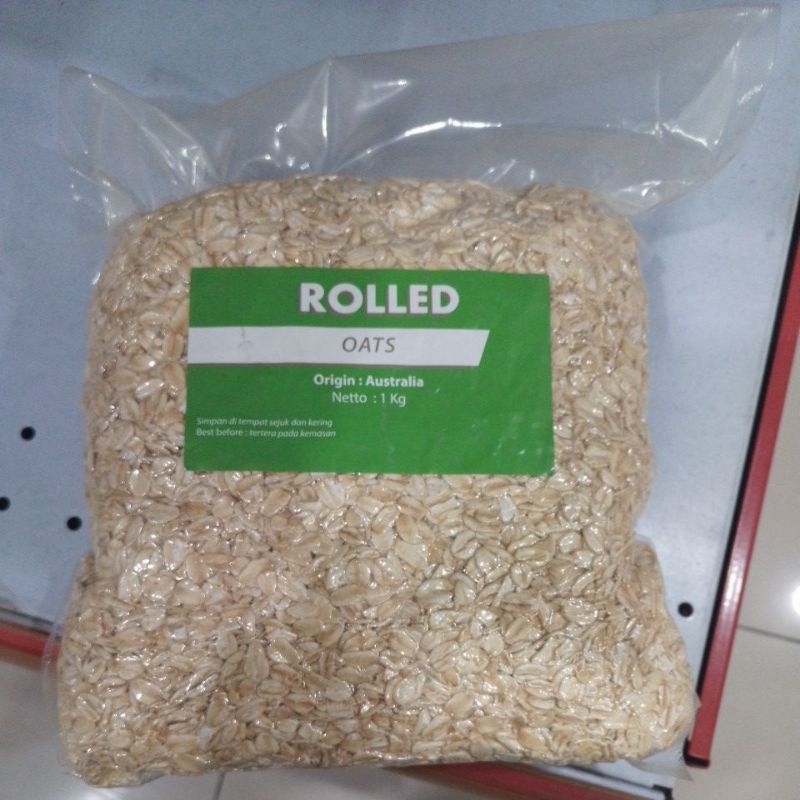 ROLLED
OATS
Origin : Australia
Netto : 1 Kg
Simpan di tempat sejuk dan kering
Best before : tertera pada kemasan